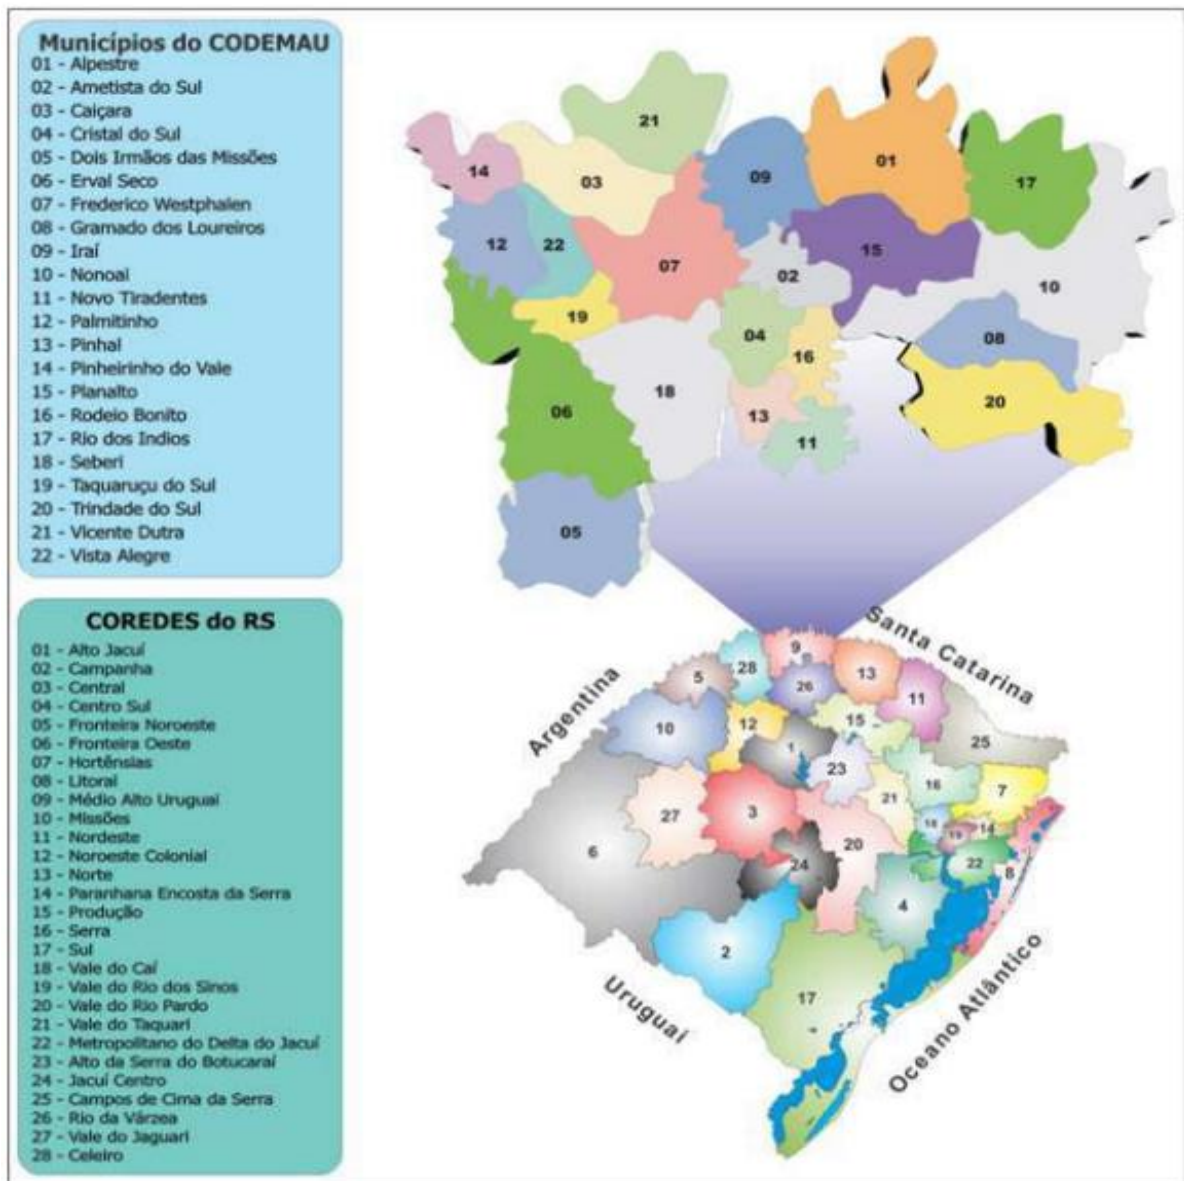 Municípios do CODEMAU
01 - Alpestre
02 - Ametista do Sul
03 - Caiçara
04 - Cristal do Sul
05 - Dois Irmãos das Missões
06 - Erval Seco
07 - Frederico Westphalen
08 - Gramado dos Loureiros
09 - Iraí
10 - Nonoai
11 - Novo Tiradentes
12 - Palmitinho
13 - Pinhal
14 - Pinheirinho do Vale
15 - Planalto
16 - Rodeio Bonito
17 - Rio dos Indios
18 - Seberi
19 - Taquaruçu do Sul
20 - Trindade do Sul
21 - Vicente Dutra
22 - Vista Alegre
21
01
14
03
09
17
12
22
15
07
02
10
19
04
08
16
18
20
06
13
11
05
COREDES do RS
01 - Alto Jacuí
02 - Campanha
03 - Central
04 - Centro Sul
05 - Fronteira Noroeste
06 - Fronteira Oeste
07 - Hortênsias
08 - Litoral
09 - Médio Alto Uruguai
10 - Missões
11 - Nordeste
12 - Noroeste Colonial
13 - Norte
14 - Paranhana Encosta da Serra
15 - Produção
16 - Serra
17 - Sul
18 - Vale do Caí
19 - Vale do Rio dos Sinos
20 - Vale do Rio Pardo
21 - Vale do Taquari
22 - Metropolitano do Delta do Jacuí
23 - Alto da Serra do Botucaraí
24 - Jacuí Centro
25 - Campos de Cima da Serra
26 - Rio da Várzea
27 - Vale do Jaguari
28 - Celeiro
Santa Catarina
Argentina
9
28
5
13
26
11
10
12
15
1
25
23
16
7
27
3
21
18
14
19
6
20
24
22
8
4
2
17
Uruguai
Oceano Atlântico